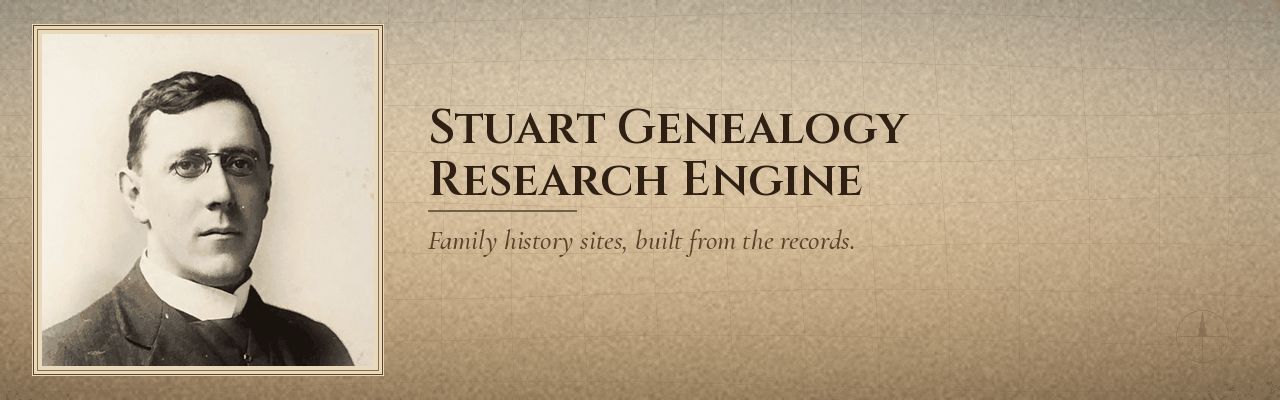 Stuart Genealogy
Research Engine
Family history sites, built from the records.